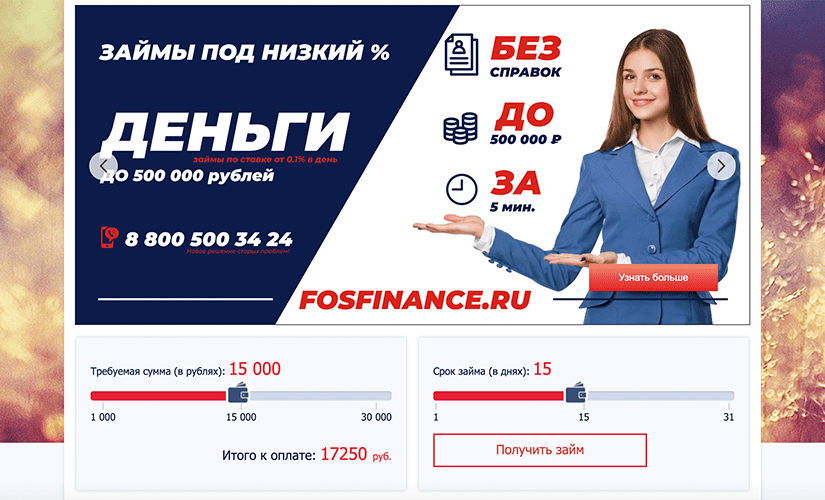 ЗАЙМЫ ПОД НИЗКИЙ %
ДЕНЬГИ
займы по ставке от 0.1% в день
ДО 500 000 рублей
8 800 500 34 24
Новое решение старых проблем!
БЕЗ
СПРАВОК
ДО
500 000 ₽
ЗА
5 мин.
Узнать больше
FOSFINANCE.RU
Требуемая сумма (в рублях): 15 000
1 000
15 000
30 000
Итого к оплате: 17250 руб.
Срок займа (в днях): 15
1
15
31
Получить займ